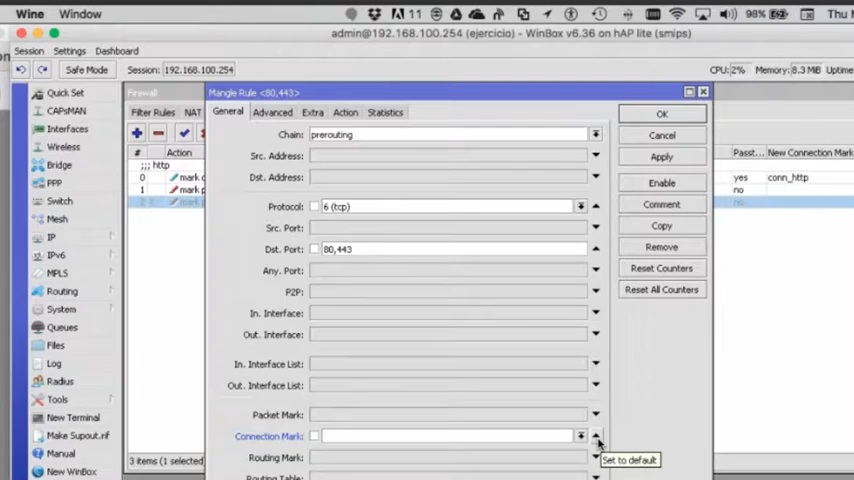 Wine Window 11 98% Thu M
admin@192.168.100.254 (ejercicio) - WinBox v6.36 on hAP lite (smips)
Session Settings Dashboard
Safe Mode Session: 192.168.100.254 CPU: 2% Memory: 8.3 MiB Uptime
Quick Set
CAPsMAN
Interfaces
Wireless
Bridge
PPP
Switch
Mesh
IP
IPv6
MPLS
Routing
System
Queues
Files
Log
Radius
Tools
New Terminal
Make Supout.rif
Manual
New WinBox
Firewall
Filter Rules NAT
# Action
;;; http
0 mark c
1 mark p
2 mark p
3 items (1 selected)
Passt... New Connection Mark
yes conn_http
no
no
Mangle Rule <80,443>
General Advanced Extra Action Statistics
Chain: prerouting
Src. Address:
Dst. Address:
Protocol: 6 (tcp)
Src. Port:
Dst. Port: 80,443
Any. Port:
P2P:
In. Interface:
Out. Interface:
In. Interface List:
Out. Interface List:
Packet Mark:
Connection Mark:
Routing Mark:
Routing Table:
OK
Cancel
Apply
Enable
Comment
Copy
Remove
Reset Counters
Reset All Counters
Set to default